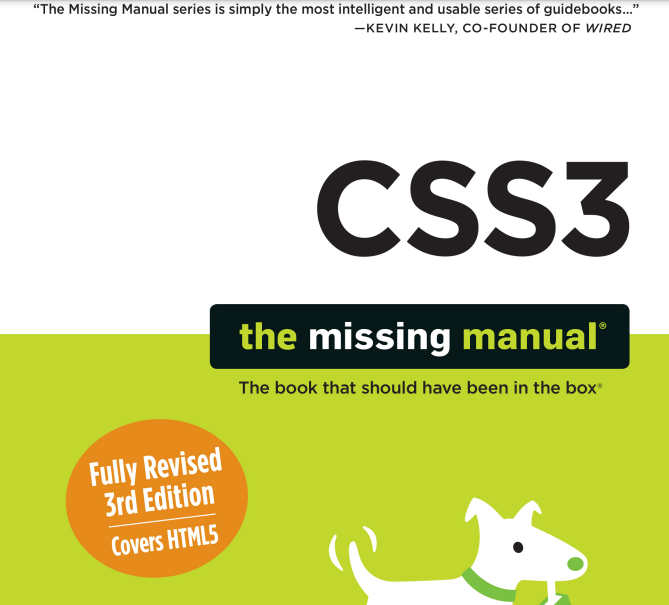 “The Missing Manual series is simply the most intelligent and usable series of guidebooks...”
—KEVIN KELLY, CO-FOUNDER OF WIRED
CSS3
the missing manual®
The book that should have been in the box®
Fully Revised
3rd Edition
Covers HTML5